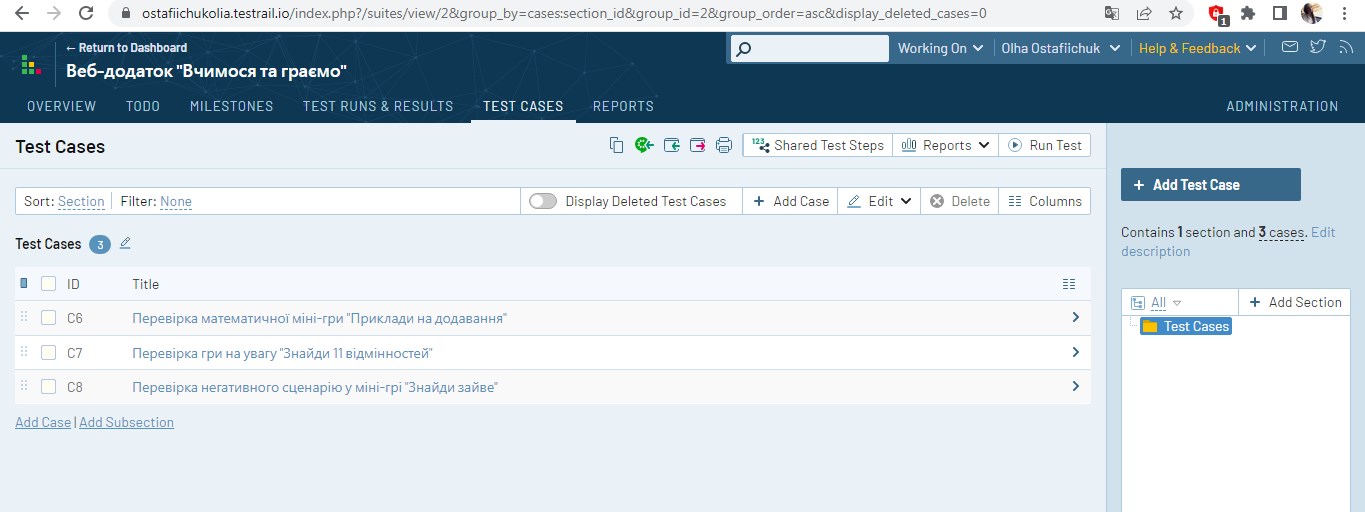 ostafiichukolia.testrail.io/index.php?/suites/view/2&group_by=cases:section_id&group_id=2&group_order=asc&display_deleted_cases=0
1
← Return to Dashboard
Веб-додаток "Вчимося та граємо"
Working On
Olha Ostafiichuk
Help & Feedback
OVERVIEW
TODO
MILESTONES
TEST RUNS & RESULTS
TEST CASES
REPORTS
ADMINISTRATION
Test Cases
123
Shared Test Steps
Reports
Run Test
Sort: Section
Filter: None
Display Deleted Test Cases
+ Add Case
Edit
Delete
Columns
Test Cases 3
ID
Title
C6
Перевірка математичної міні-гри "Приклади на додавання"
C7
Перевірка гри на увагу "Знайди 11 відмінностей"
C8
Перевірка негативного сценарію у міні-грі "Знайди зайве"
Add Case | Add Subsection
+ Add Test Case
Contains 1 section and 3 cases. Edit
description
All
+ Add Section
Test Cases